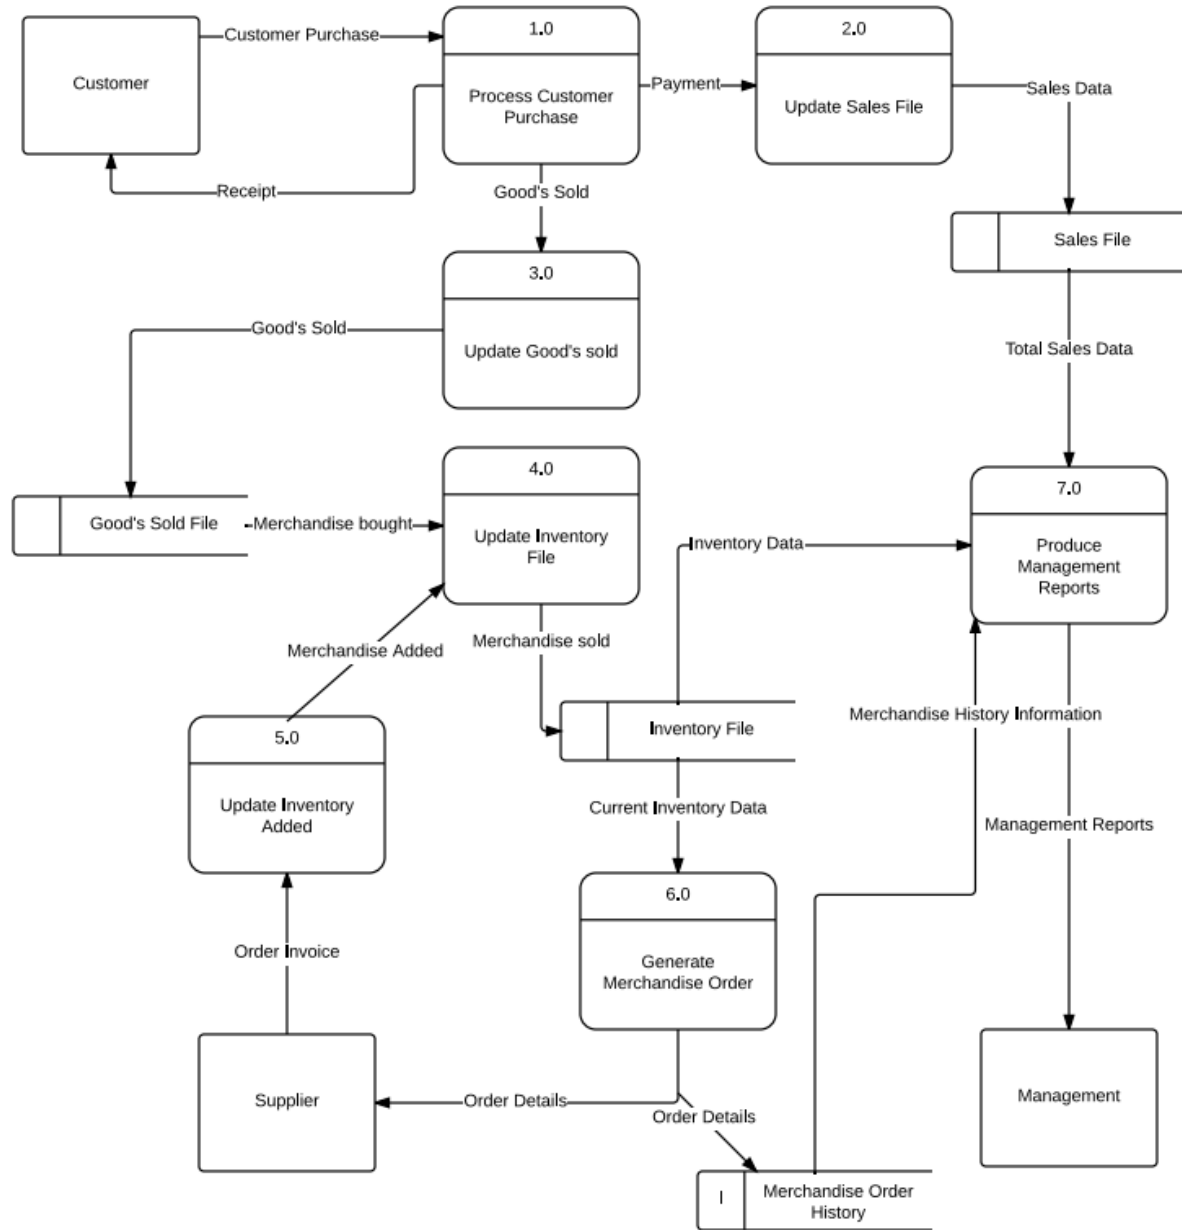 1.0
2.0
Customer Purchase
Customer
Process Customer
Purchase
Payment
Update Sales File
Sales Data
Receipt
Good's Sold
Sales File
3.0
Good's Sold
Update Good's sold
Total Sales Data
4.0
7.0
Good's Sold File
Merchandise bought
Update Inventory
File
Inventory Data
Produce
Management
Reports
Merchandise Added
Merchandise sold
Merchandise History Information
5.0
Inventory File
Update Inventory
Added
Current Inventory Data
Management Reports
6.0
Order Invoice
Generate
Merchandise Order
Supplier
Order Details
Order Details
Management
I
Merchandise Order
History